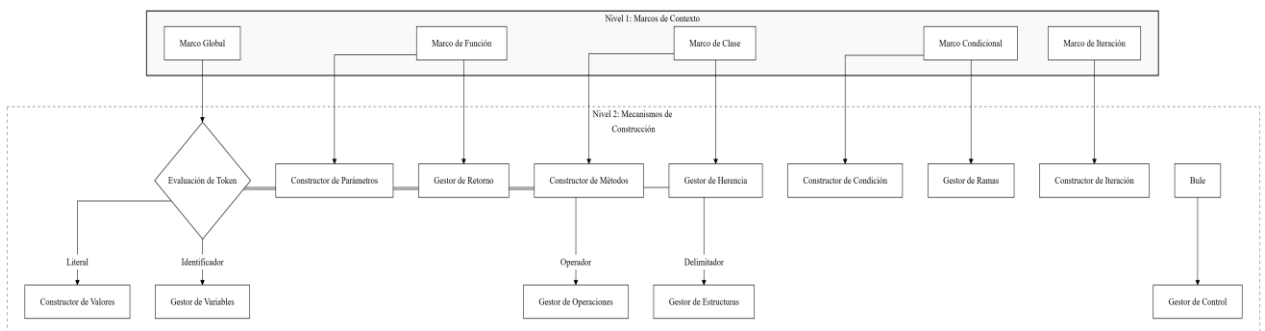 Nivel 1: Marcos de Contexto
Marco Global
Marco de Función
Marco de Clase
Marco Condicional
Marco de Iteración
Nivel 2: Mecanismos de
Construcción
Evaluación de Token
Constructor de Parámetros
Gestor de Retorno
Constructor de Métodos
Gestor de Herencia
Constructor de Condición
Gestor de Ramas
Constructor de Iteración
Bule
Literal
Identificador
Operador
Delimitador
Constructor de Valores
Gestor de Variables
Gestor de Operaciones
Gestor de Estructuras
Gestor de Control